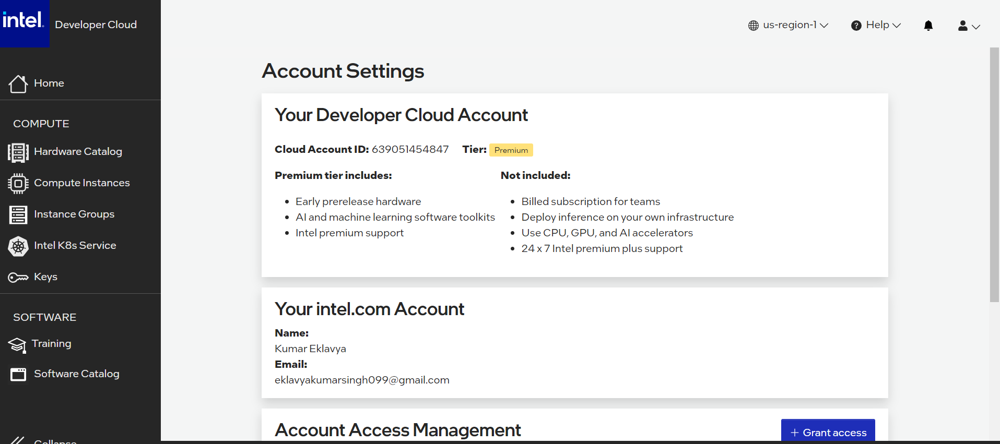 intel.
Developer Cloud
us-region-1
Help
Home
COMPUTE
Hardware Catalog
Compute Instances
Instance Groups
Intel K8s Service
Keys
SOFTWARE
Training
Software Catalog
Collapse
Account Settings
Your Developer Cloud Account
Cloud Account ID: 639051454847 Tier: Premium
Premium tier includes:
Early prerelease hardware
AI and machine learning software toolkits
Intel premium support
Not included:
Billed subscription for teams
Deploy inference on your own infrastructure
Use CPU, GPU, and AI accelerators
24 x 7 Intel premium plus support
Your intel.com Account
Name:
Kumar Eklavya
Email:
eklavyakumarsingh099@gmail.com
Account Access Management
+ Grant access